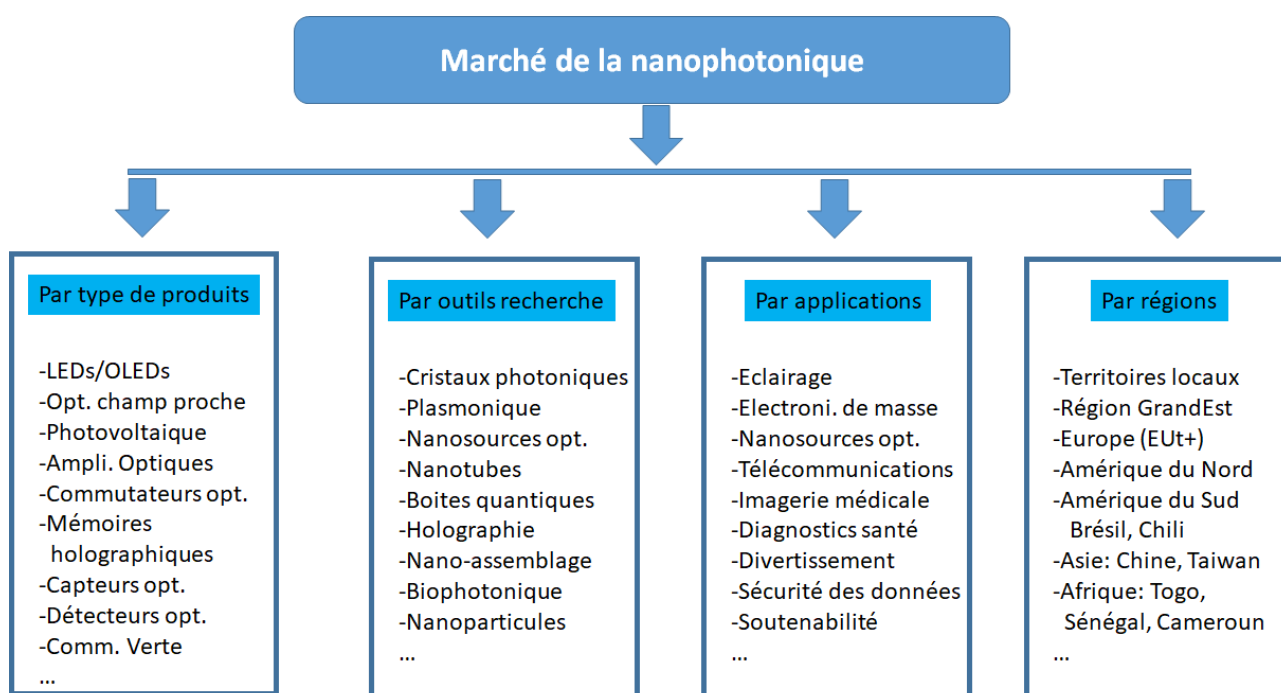 Marché de la nanophotonique
Par type de produits
-LEDs/OLEDs
-Opt. champ proche
-Photovoltaique
-Ampli. Optiques
-Commutateurs opt.
-Mémoires
holographiques
-Capteurs opt.
-Détecteurs opt.
-Comm. Verte
...
Par outils recherche
-Cristaux photoniques
-Plasmonique
-Nanosources opt.
-Nanotubes
-Boites quantiques
-Holographie
-Nano-assemblage
-Biophotonique
-Nanoparticules
...
Par applications
-Eclairage
-Electroni. de masse
-Nanosources opt.
-Télécommunications
-Imagerie médicale
-Diagnostics santé
-Divertissement
-Sécurité des données
-Soutenabilité
...
Par régions
-Territoires locaux
-Région GrandEst
-Europe (EUt+)
-Amérique du Nord
-Amérique du Sud
Brésil, Chili
-Asie: Chine, Taiwan
-Afrique: Togo,
Sénégal, Cameroun
...